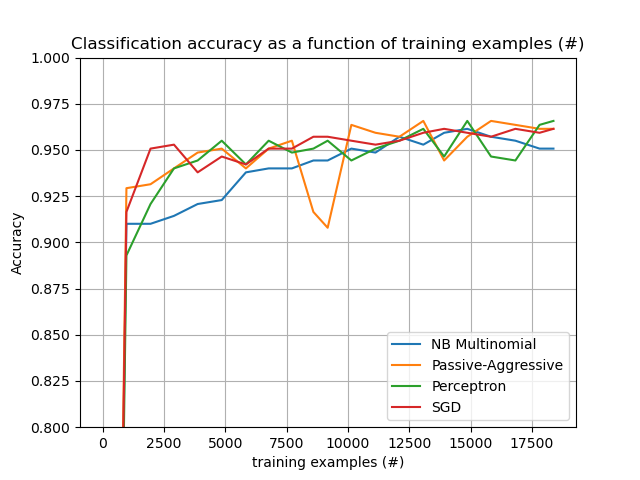 Classification accuracy as a function of training examples (#)
1.000
0.975
0.950
0.925
0.900
0.875
0.850
0.825
0.800
Accuracy
NB Multinomial
Passive-Aggressive
Perceptron
SGD
0 2500 5000 7500 10000 12500 15000 17500
training examples (#)